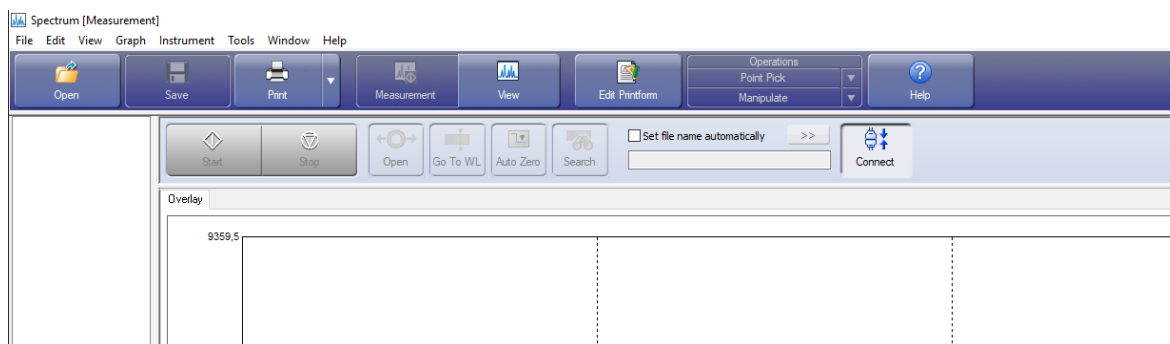 Spectrum [Measurement]
File Edit View Graph Instrument Tools Window Help
Open Save Print Measurement View Edit Printform Operations Help
Point Pick
Manipulate
Start Stop Open Go To WL Auto Zero Search Set file name automatically >> Connect
Overlay
9359,5